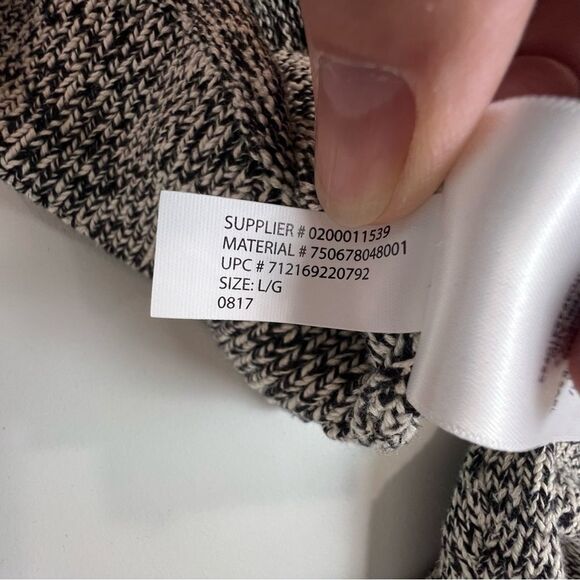 SUPPLIER # 0200011539
MATERIAL # 750678048001
UPC # 712169220792
SIZE: L/G
0817